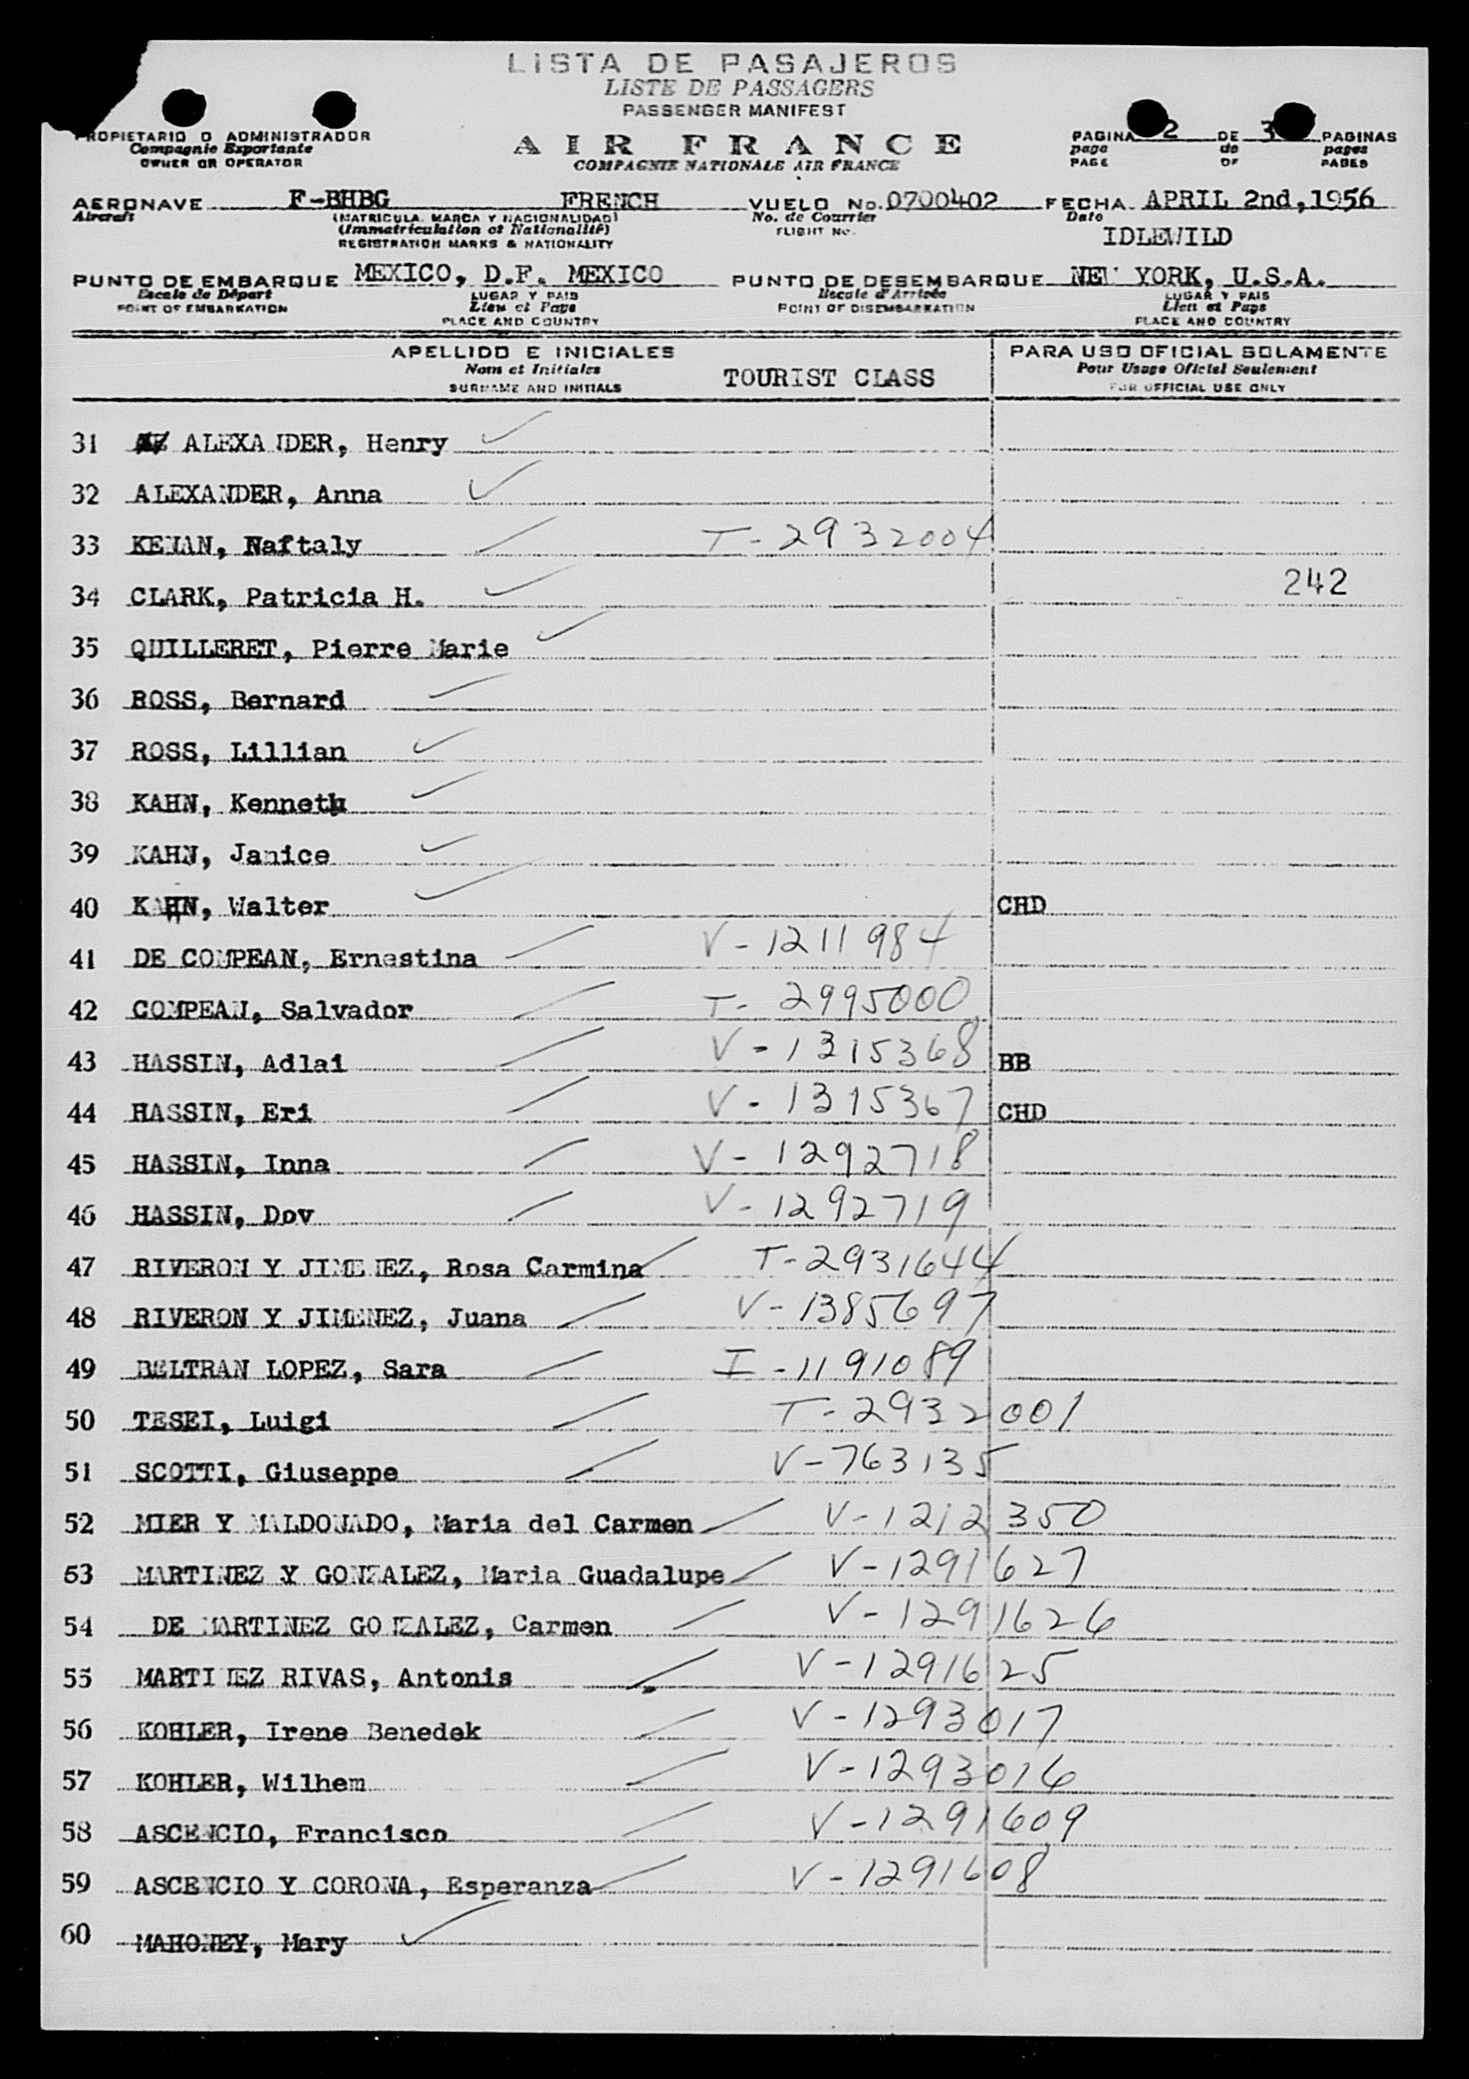 LISTA DE PASAJEROS
LISTE DE PASSAGERS
PASSENGER MANIFEST
PROPIETARIO O ADMINISTRADOR
Compagnie Exportante
OWNER OR OPERATOR
AIR FRANCE
COMPAGNIE NATIONALE AIR FRANCE
PAGINA 2 DE 3 PAGINAS
page de pages
PAGE OF PAGES
AERONAVE F-BHBG FRENCH VUELO No. 0700402 FECHA APRIL 2nd, 1956
Aircraft (MATRICULA. MARCA Y NACIONALIDAD) No. de Courrier Date
(Immatriculation et Nationalité) FLIGHT No. IDLEWILD
REGISTRATION MARKS & NATIONALITY
PUNTO DE EMBARQUE MEXICO, D.F. MEXICO PUNTO DE DESEMBARQUE NEW YORK, U.S.A.
Escale de Départ LUGAR Y PAIS Escale d'Arrivée LUGAR Y PAIS
POINT OF EMBARKATION Lieu et Pays POINT OF DISEMBARKATION Lieu et Pays
PLACE AND COUNTRY PLACE AND COUNTRY
APELLIDO E INICIALES PARA USO OFICIAL SOLAMENTE
Nom et Initiales TOURIST CLASS Pour Usage Oficiel Seulement
SURNAME AND INITIALS FOR OFFICIAL USE ONLY
31 ALEXANDER, Henry
32 ALEXANDER, Anna
33 Naftaly T-2932004
34 CLARK, Patricia H. 242
35 QUILLERET, Pierre Marie
36 ROSS, Bernard
37 ROSS, Lillian
38 KAHN, Kenneth
39 KAHN, Janice
40 KAHN, Walter CHD
41 DE COMPEAN, Ernestina V-1211984
42 COMPEAN, Salvador T-2995000
43 HASSIN, Adlai V-1315368 BB
44 HASSIN, Eri V-1315367 CHD
45 HASSIN, Inna V-1292718
46 HASSIN, Dov V-1292719
47 RIVERON Y JIMENEZ, Rosa Carmina T-2931644
48 RIVERON Y JIMENEZ, Juana V-1385697
49 BELTRAN LOPEZ, Sara I-1191089
50 TESEI, Luigi T-2932001
51 SCOTTI, Giuseppe V-763135
52 MIER Y MALDONADO, Maria del Carmen V-1212350
53 MARTINEZ Y GONZALEZ, Maria Guadalupe V-1291627
54 DE MARTINEZ GONZALEZ, Carmen V-1291626
55 MARTINEZ RIVAS, Antonis V-1291625
56 KOHLER, Irene Benedek V-1293017
57 KOHLER, Wilhem V-1293016
58 ASCENCIO, Francisco V-1291609
59 ASCENCIO Y CORONA, Esperanza V-1291608
60 MAHONEY, Mary